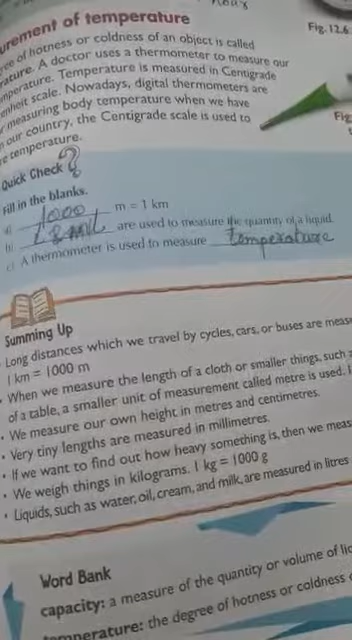 urement of temperature
Fig. 12.6
ee of hotness or coldness of an object is called
rature. A doctor uses a thermometer to measure our
mperature. Temperature is measured in Centigrade
enheit scale. Nowadays, digital thermometers are
measuring body temperature when we have
n our country, the Centigrade scale is used to
e temperature.
Fig
Quick Check
Fill in the blanks.
a) 1000 m = 1 km
b) are used to measure the quantity of a liquid.
c) A thermometer is used to measure temperature
Summing Up
Long distances which we travel by cycles, cars, or buses are meas
1 km = 1000 m
• When we measure the length of a cloth or smaller things, such
of a table, a smaller unit of measurement called metre is used.
• We measure our own height in metres and centimetres.
• Very tiny lengths are measured in millimetres.
• If we want to find out how heavy something is, then we meas
• We weigh things in kilograms. 1 kg = 1000 g
• Liquids, such as water, oil, cream, and milk, are measured in litres
Word Bank
capacity: a measure of the quantity or volume of liq
temperature: the degree of hotness or coldness